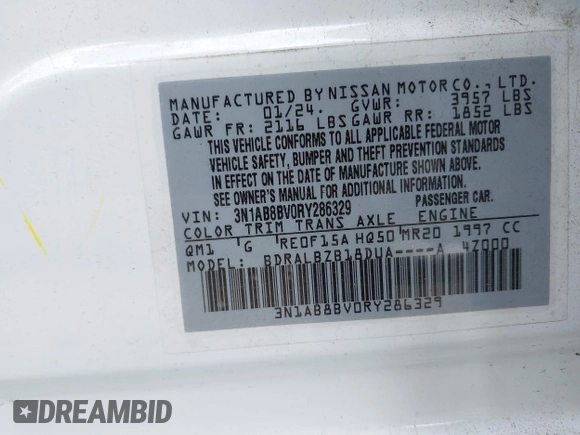 MANUFACTURED BY NISSAN MOTOR CO., LTD.
DATE: 01/24. GVWR: 3957 LBS
GAWR FR: 2116 LBS GAWR RR: 1852 LBS
THIS VEHICLE CONFORMS TO ALL APPLICABLE FEDERAL MOTOR
VEHICLE SAFETY, BUMPER AND THEFT PREVENTION STANDARDS
IN EFFECT ON THE DATE OF MANUFACTURE SHOWN ABOVE.
SEE OWNER'S MANUAL FOR ADDITIONAL INFORMATION
VIN: 3N1AB8BV0RY286329 PASSENGER CAR.
COLOR TRIM TRANS AXLE ENGINE
QM1 G RE0F15A HQ50 MR20 1997 CC
MODEL: BDRALBZB18DUA----A 47000
3N1AB8BV0RY286329
DREAMBID